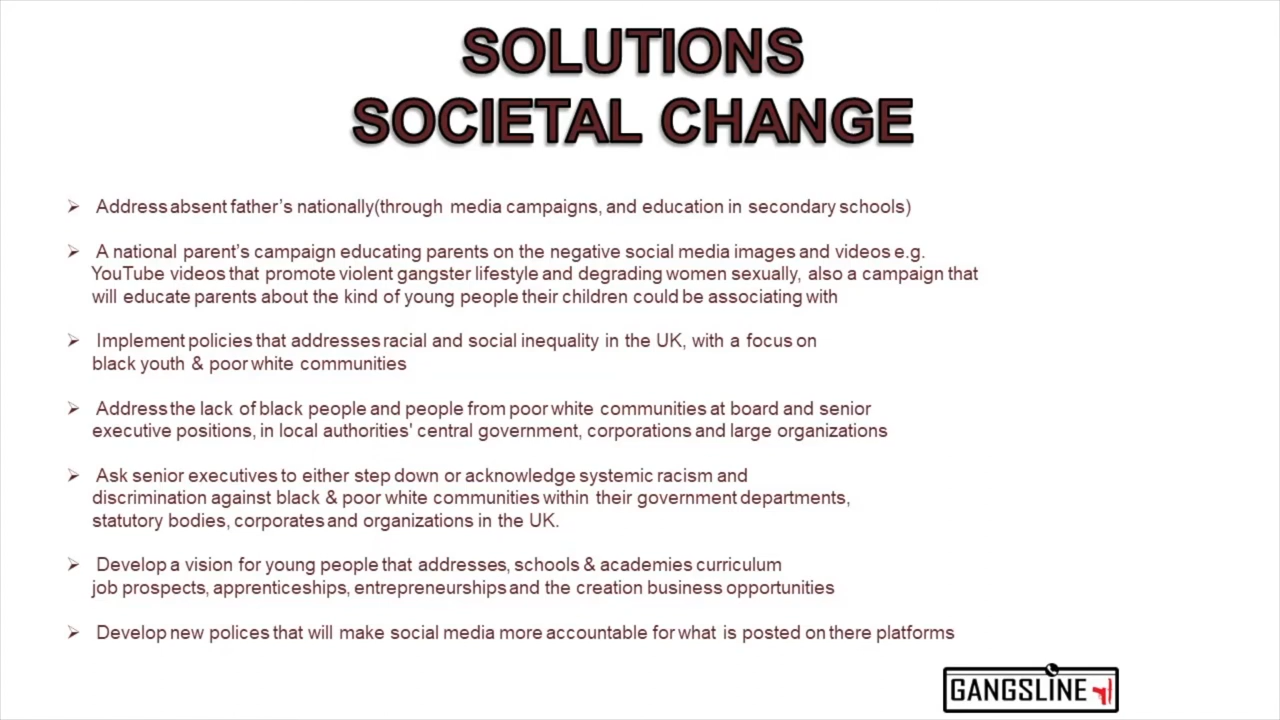 SOLUTIONS
SOCIETAL CHANGE
➢ Address absent father's nationally(through media campaigns, and education in secondary schools)
➢ A national parent's campaign educating parents on the negative social media images and videos e.g.
YouTube videos that promote violent gangster lifestyle and degrading women sexually, also a campaign that
will educate parents about the kind of young people their children could be associating with
➢ Implement policies that addresses racial and social inequality in the UK, with a focus on
black youth & poor white communities
➢ Address the lack of black people and people from poor white communities at board and senior
executive positions, in local authorities' central government, corporations and large organizations
➢ Ask senior executives to either step down or acknowledge systemic racism and
discrimination against black & poor white communities within their government departments,
statutory bodies, corporates and organizations in the UK.
➢ Develop a vision for young people that addresses, schools & academies curriculum
job prospects, apprenticeships, entrepreneurships and the creation business opportunities
➢ Develop new polices that will make social media more accountable for what is posted on there platforms
GANGSLINE